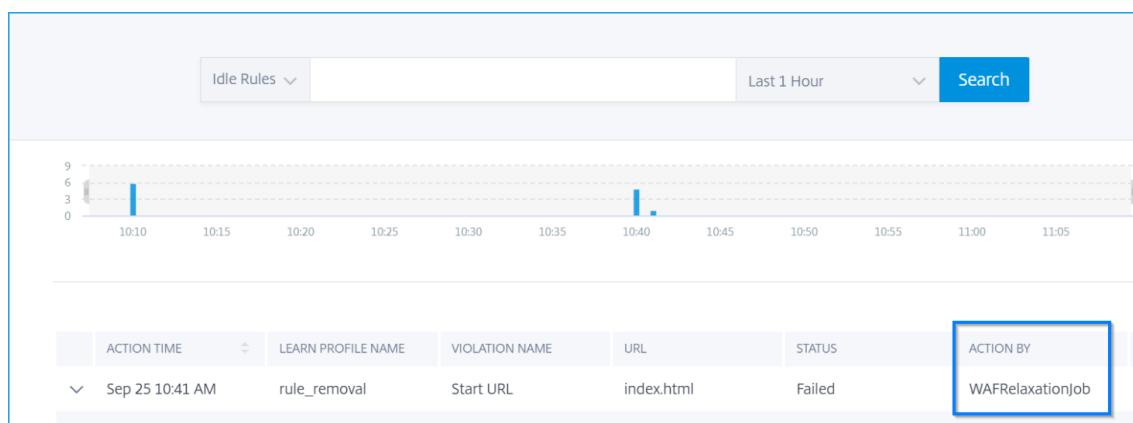 Idle Rules Last 1 Hour Search
9
6
3
0
10:10 10:15 10:20 10:25 10:30 10:35 10:40 10:45 10:50 10:55 11:00 11:05
ACTION TIME LEARN PROFILE NAME VIOLATION NAME URL STATUS ACTION BY
Sep 25 10:41 AM rule_removal Start URL index.html Failed WAFRelaxationJob